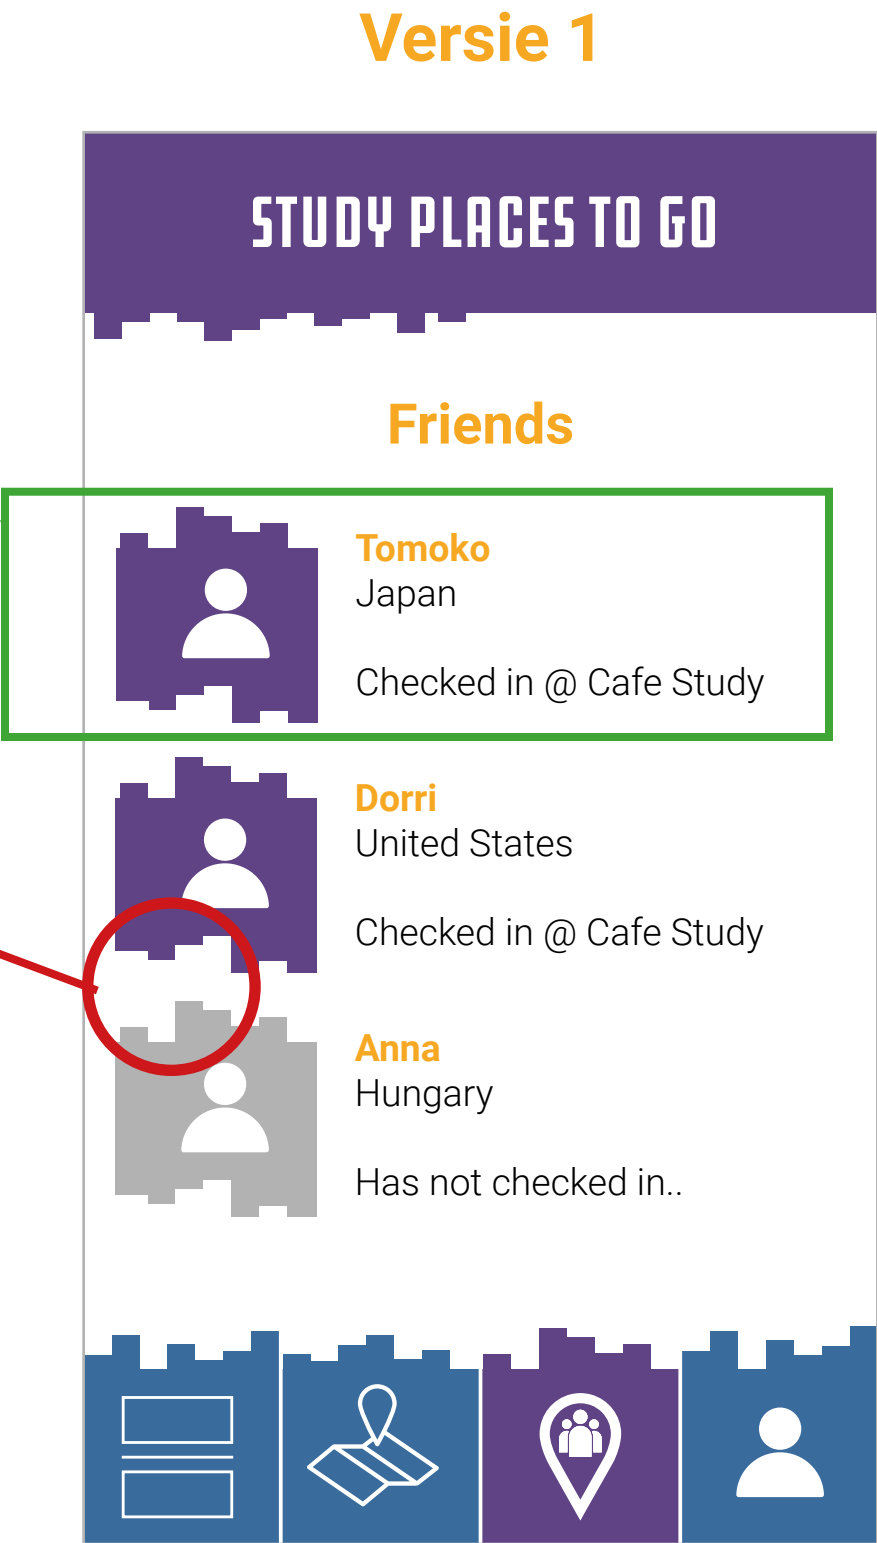 Versie 1
STUDY PLACES TO GO
Friends
Tomoko
Japan
Checked in @ Cafe Study
Dorri
United States
Checked in @ Cafe Study
Anna
Hungary
Has not checked in..